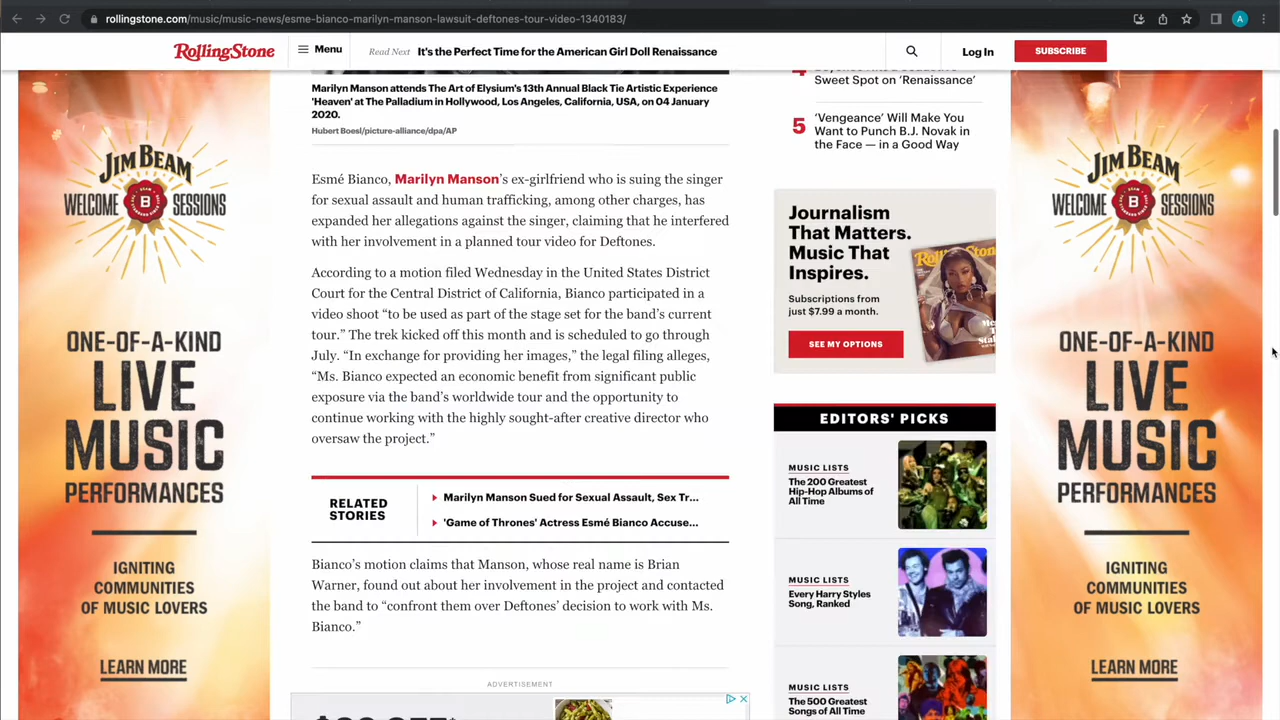 rollingstone.com/music/music-news/esme-bianco-marilyn-manson-lawsuit-deftones-tour-video-1340183/
A
RollingStone
Menu
Read Next It's the Perfect Time for the American Girl Doll Renaissance
Log In
SUBSCRIBE
Marilyn Manson attends The Art of Elysium's 13th Annual Black Tie Artistic Experience
'Heaven' at The Palladium in Hollywood, Los Angeles, California, USA, on 04 January
2020.
Hubert Boesl/picture-alliance/dpa/AP
Esmé Bianco, Marilyn Manson's ex-girlfriend who is suing the singer
for sexual assault and human trafficking, among other charges, has
expanded her allegations against the singer, claiming that he interfered
with her involvement in a planned tour video for Deftones.
According to a motion filed Wednesday in the United States District
Court for the Central District of California, Bianco participated in a
video shoot “to be used as part of the stage set for the band’s current
tour.” The trek kicked off this month and is scheduled to go through
July. “In exchange for providing her images,” the legal filing alleges,
“Ms. Bianco expected an economic benefit from significant public
exposure via the band’s worldwide tour and the opportunity to
continue working with the highly sought-after creative director who
oversaw the project.”
RELATED
STORIES
Marilyn Manson Sued for Sexual Assault, Sex Tr...
'Game of Thrones' Actress Esmé Bianco Accuse...
Bianco’s motion claims that Manson, whose real name is Brian
Warner, found out about her involvement in the project and contacted
the band to “confront them over Deftones’ decision to work with Ms.
Bianco.”
ADVERTISEMENT
Sweet Spot on ‘Renaissance’
5
‘Vengeance’ Will Make You
Want to Punch B.J. Novak in
the Face — in a Good Way
Journalism
That Matters.
Music That
Inspires.
Subscriptions from
just $7.99 a month.
SEE MY OPTIONS
RollingStone
EDITORS' PICKS
MUSIC LISTS
The 200 Greatest
Hip-Hop Albums of
All Time
MUSIC LISTS
Every Harry Styles
Song, Ranked
MUSIC LISTS
The 500 Greatest
Songs of All Time
JIM BEAM
WELCOME B SESSIONS
ONE-OF-A-KIND
LIVE
MUSIC
PERFORMANCES
IGNITING
COMMUNITIES
OF MUSIC LOVERS
LEARN MORE
JIM BEAM
WELCOME B SESSIONS
ONE-OF-A-KIND
LIVE
MUSIC
PERFORMANCES
IGNITING
COMMUNITIES
OF MUSIC LOVERS
LEARN MORE